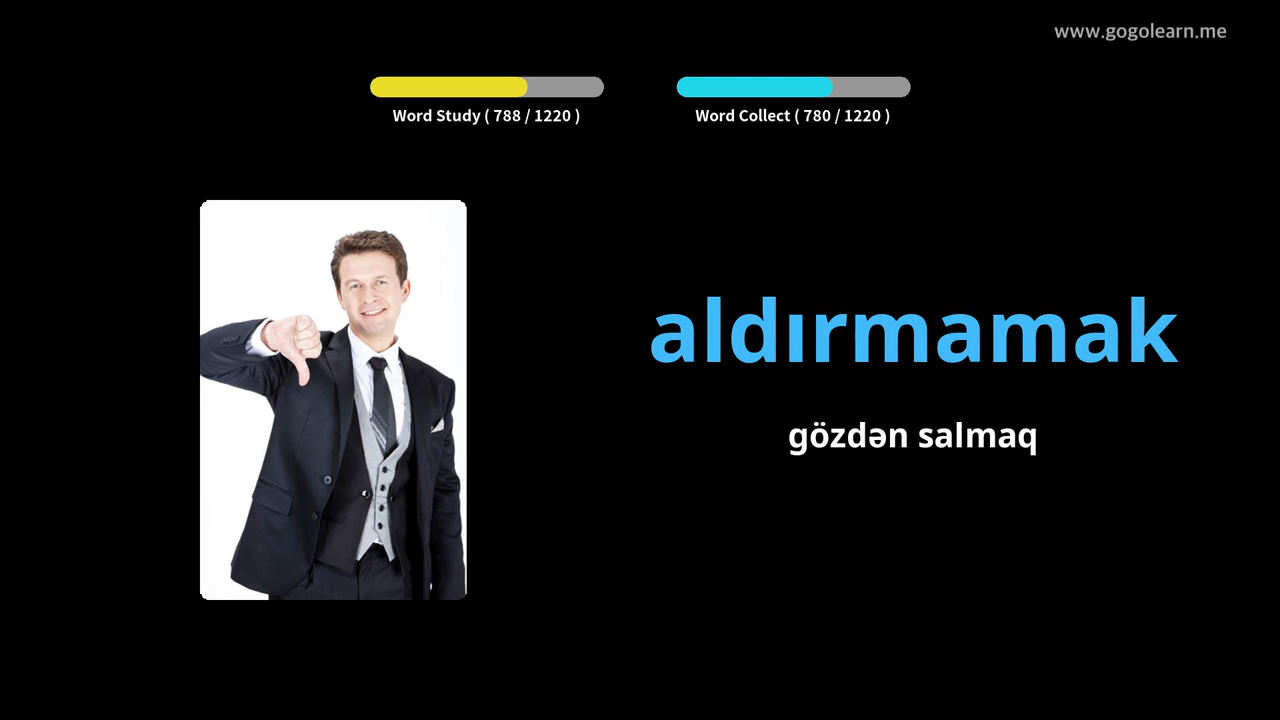 www.gogolearn.me
Word Study ( 788 / 1220 )
Word Collect ( 780 / 1220 )
aldırmamak
gözdən salmaq